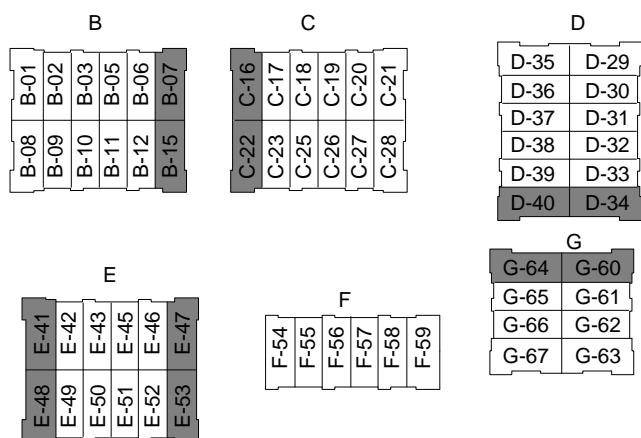 B
B-01 B-02 B-03 B-05 B-06 B-07
B-08 B-09 B-10 B-11 B-12 B-15
C
C-16 C-17 C-18 C-19 C-20 C-21
C-22 C-23 C-25 C-26 C-27 C-28
D
D-35 D-29
D-36 D-30
D-37 D-31
D-38 D-32
D-39 D-33
D-40 D-34
E
E-41 E-42 E-43 E-45 E-46 E-47
E-48 E-49 E-50 E-51 E-52 E-53
F
F-54 F-55 F-56 F-57 F-58 F-59
G
G-64 G-60
G-65 G-61
G-66 G-62
G-67 G-63